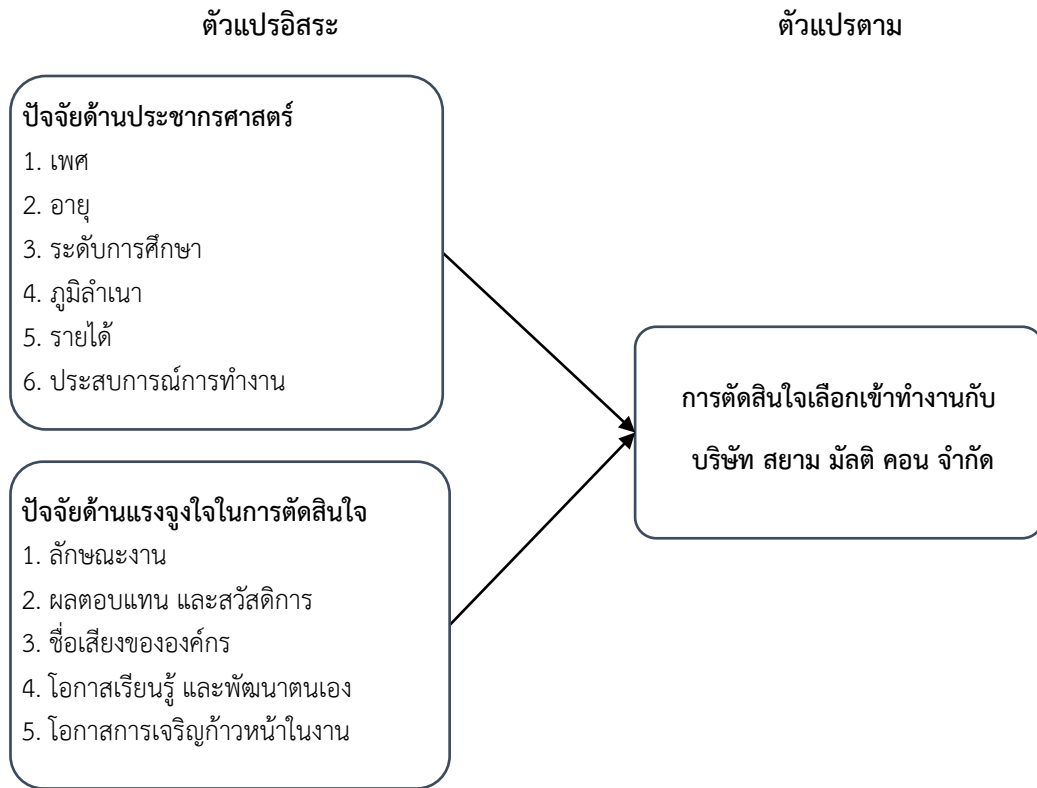 ตัวแปรอิสระ
ตัวแปรตาม
ปัจจัยด้านประชากรศาสตร์
1. เพศ
2. อายุ
3. ระดับการศึกษา
4. ภูมิลำเนา
5. รายได้
6. ประสบการณ์การทำงาน
ปัจจัยด้านแรงจูงใจในการตัดสินใจ
1. ลักษณะงาน
2. ผลตอบแทน และสวัสดิการ
3. ชื่อเสียงขององค์กร
4. โอกาสเรียนรู้ และพัฒนาตนเอง
5. โอกาสการเจริญก้าวหน้าในงาน
การตัดสินใจเลือกเข้าทำงานกับ
บริษัท สยาม มัลติ คอน จำกัด